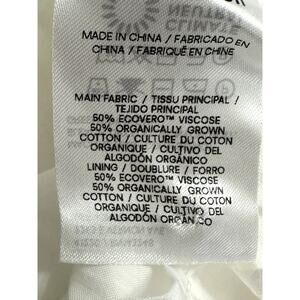 MADE IN CHINA / FABRICADO EN
CHINA / FABRIQUÉ EN CHINE
MAIN FABRIC / TISSU PRINCIPAL /
TEJIDO PRINCIPAL
50% ECOVERO™ VISCOSE
50% ORGANICALLY GROWN
COTTON / CULTURE DU COTON
ORGANIQUE / CULTIVO DEL
ALGODÓN ORGÁNICO
LINING / DOUBLURE / FORRO
50% ECOVERO™ VISCOSE
50% ORGANICALLY GROWN
COTTON / CULTURE DU COTON
ORGANIQUE / CULTIVO DEL
ALGODÓN ORGÁNICO